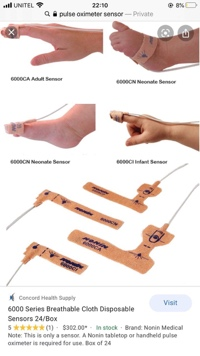 UNITEL
22:10
8%
pulse oximeter sensor — Private
6000CA Adult Sensor
6000CN Neonate Sensor
6000CN Neonate Sensor
6000CI Infant Sensor
Concord Health Supply
6000 Series Breathable Cloth Disposable
Sensors 24/Box
Visit
5 ★★★★★ (1) · $302.00* · In stock · Brand: Nonin Medical
Note: This is only a sensor. A Nonin tabletop or handheld pulse
oximeter is required for use. Box of 24